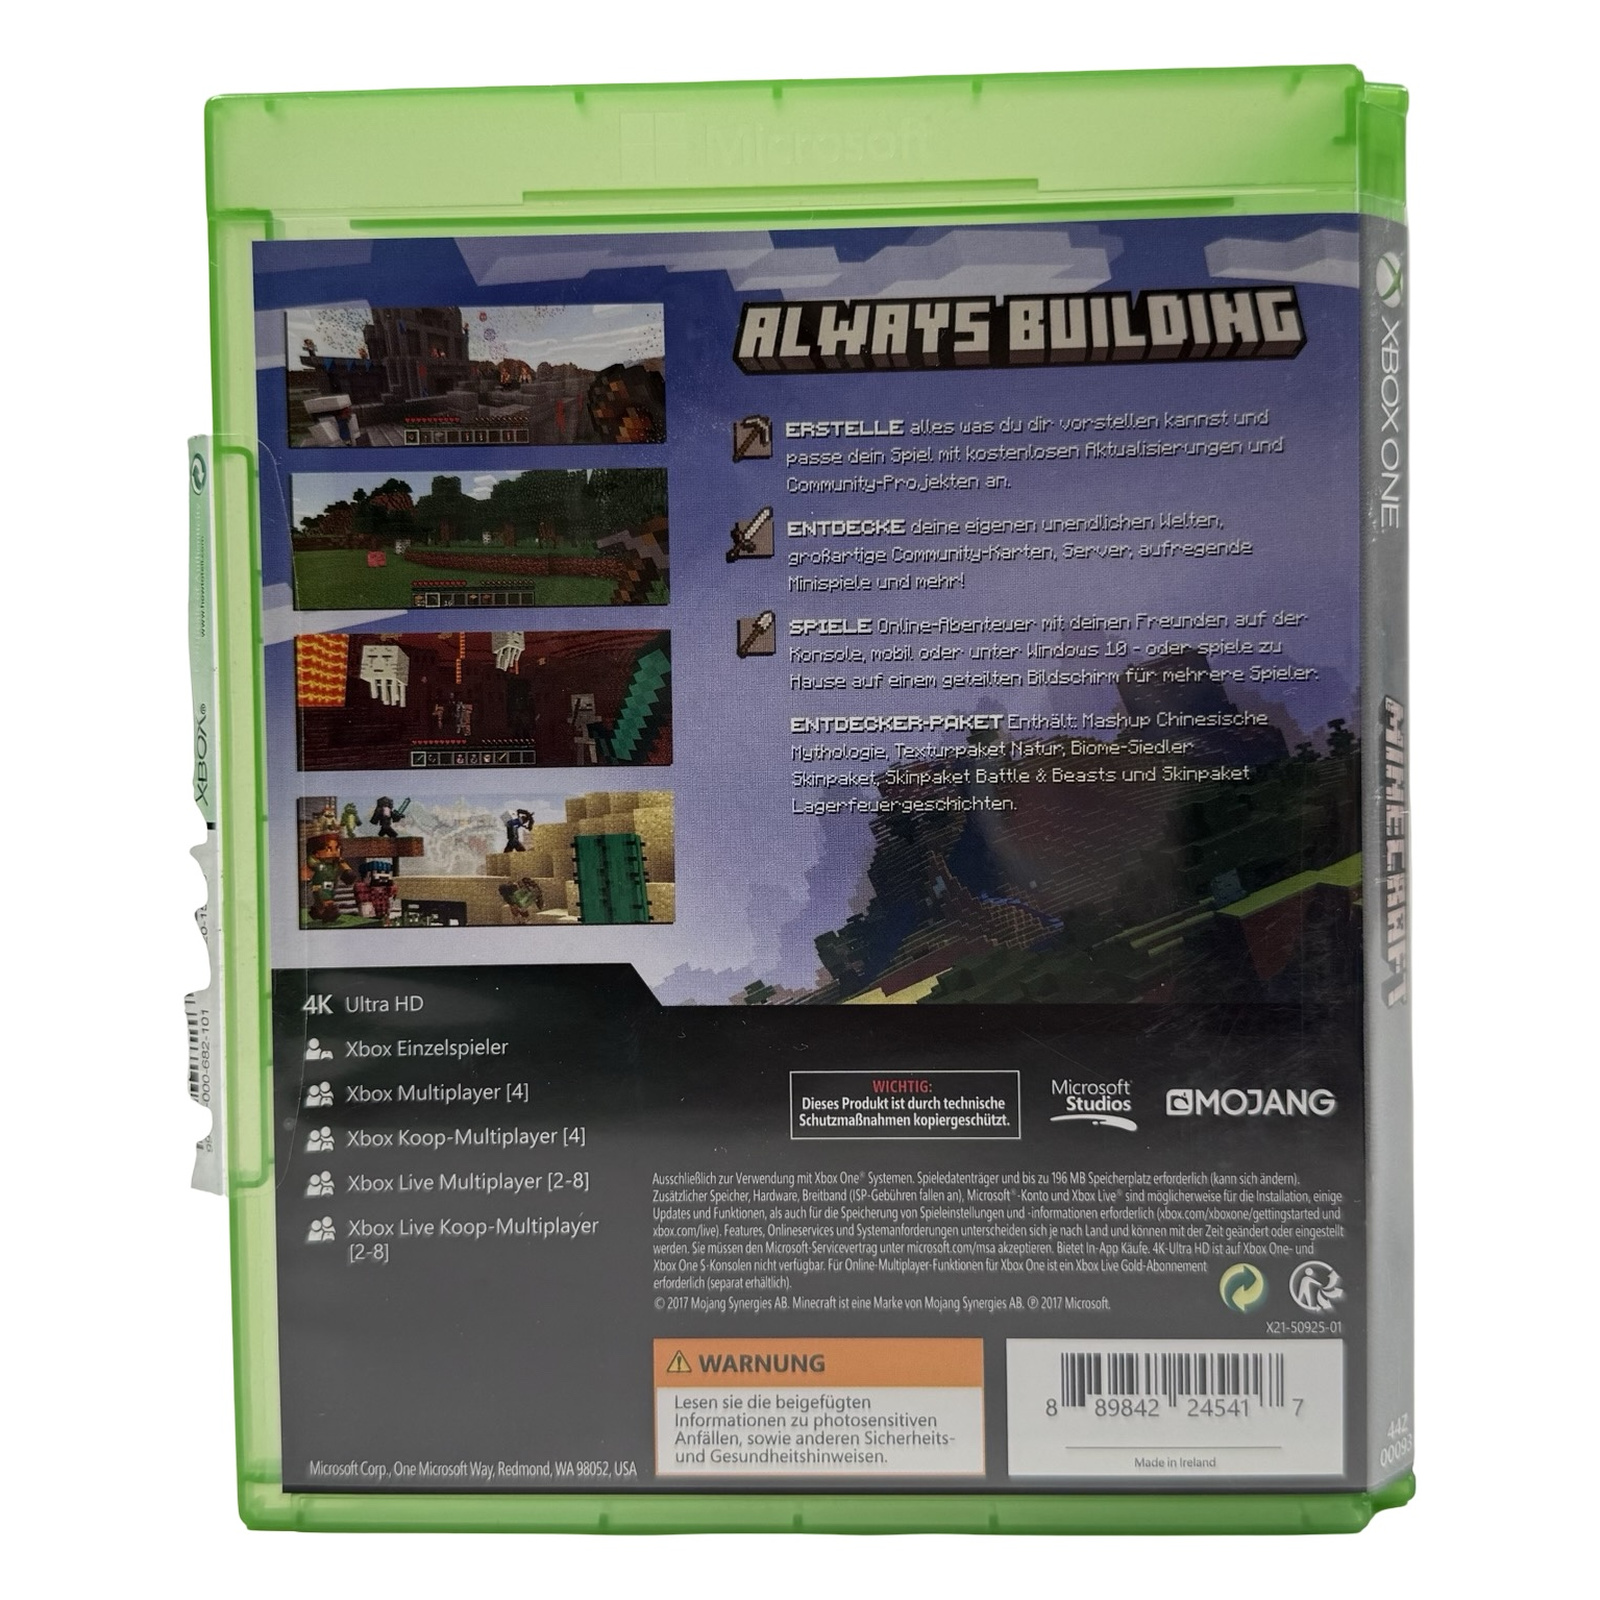 Microsoft
ALWAYS BUILDING
ERSTELLE alles was du dir vorstellen kannst und
passe dein Spiel mit kostenlosen Aktualisierungen und
Community-Projekten an.
ENTDECKE deine eigenen unendlichen Welten,
großartige Community-Karten, Server, aufregende
Minispiele und mehr!
SPIELE Online-Abenteuer mit deinen Freunden auf der
Konsole, mobil oder unter Windows 10 - oder spiele zu
Hause auf einem geteilten Bildschirm für mehrere Spieler.
ENTDECKER-PAKET Enthält: Mashup Chinesische
Mythologie, Texturpaket Natur, Biome-Siedler
Skinpaket, Skinpaket Battle & Beasts und Skinpaket
Lagerfeuergeschichten.
4K Ultra HD
Xbox Einzelspieler
Xbox Multiplayer [4]
Xbox Koop-Multiplayer [4]
Xbox Live Multiplayer [2-8]
Xbox Live Koop-Multiplayer
[2-8]
WICHTIG:
Dieses Produkt ist durch technische
Schutzmaßnahmen kopiergeschützt.
Microsoft
Studios
MOJANG
Ausschließlich zur Verwendung mit Xbox One® Systemen. Spieledatenträger und bis zu 196 MB Speicherplatz erforderlich (kann sich ändern).
Zusätzlicher Speicher, Hardware, Breitband (ISP-Gebühren fallen an), Microsoft®-Konto und Xbox Live® sind möglicherweise für die Installation, einige
Updates und Funktionen, als auch für die Speicherung von Spieleinstellungen und -informationen erforderlich (xbox.com/xboxone/gettingstarted und
xbox.com/live). Features, Onlineservices und Systemanforderungen unterscheiden sich je nach Land und können mit der Zeit geändert oder eingestellt
werden. Sie müssen den Microsoft-Servicevertrag unter microsoft.com/msa akzeptieren. Bietet In-App Käufe. 4K-Ultra HD ist auf Xbox One- und
Xbox One S-Konsolen nicht verfügbar. Für Online-Multiplayer-Funktionen für Xbox One ist ein Xbox Live Gold-Abonnement
erforderlich (separat erhältlich).
© 2017 Mojang Synergies AB. Minecraft ist eine Marke von Mojang Synergies AB. ℗ 2017 Microsoft.
X21-50925-01
WARNUNG
Lesen sie die beigefügten
Informationen zu photosensitiven
Anfällen, sowie anderen Sicherheits-
und Gesundheitshinweisen.
8 89842 24541 7
Made in Ireland
Microsoft Corp., One Microsoft Way, Redmond, WA 98052, USA
XBOX ONE
MINECRAFT
44Z
XBOX®
000-682-101